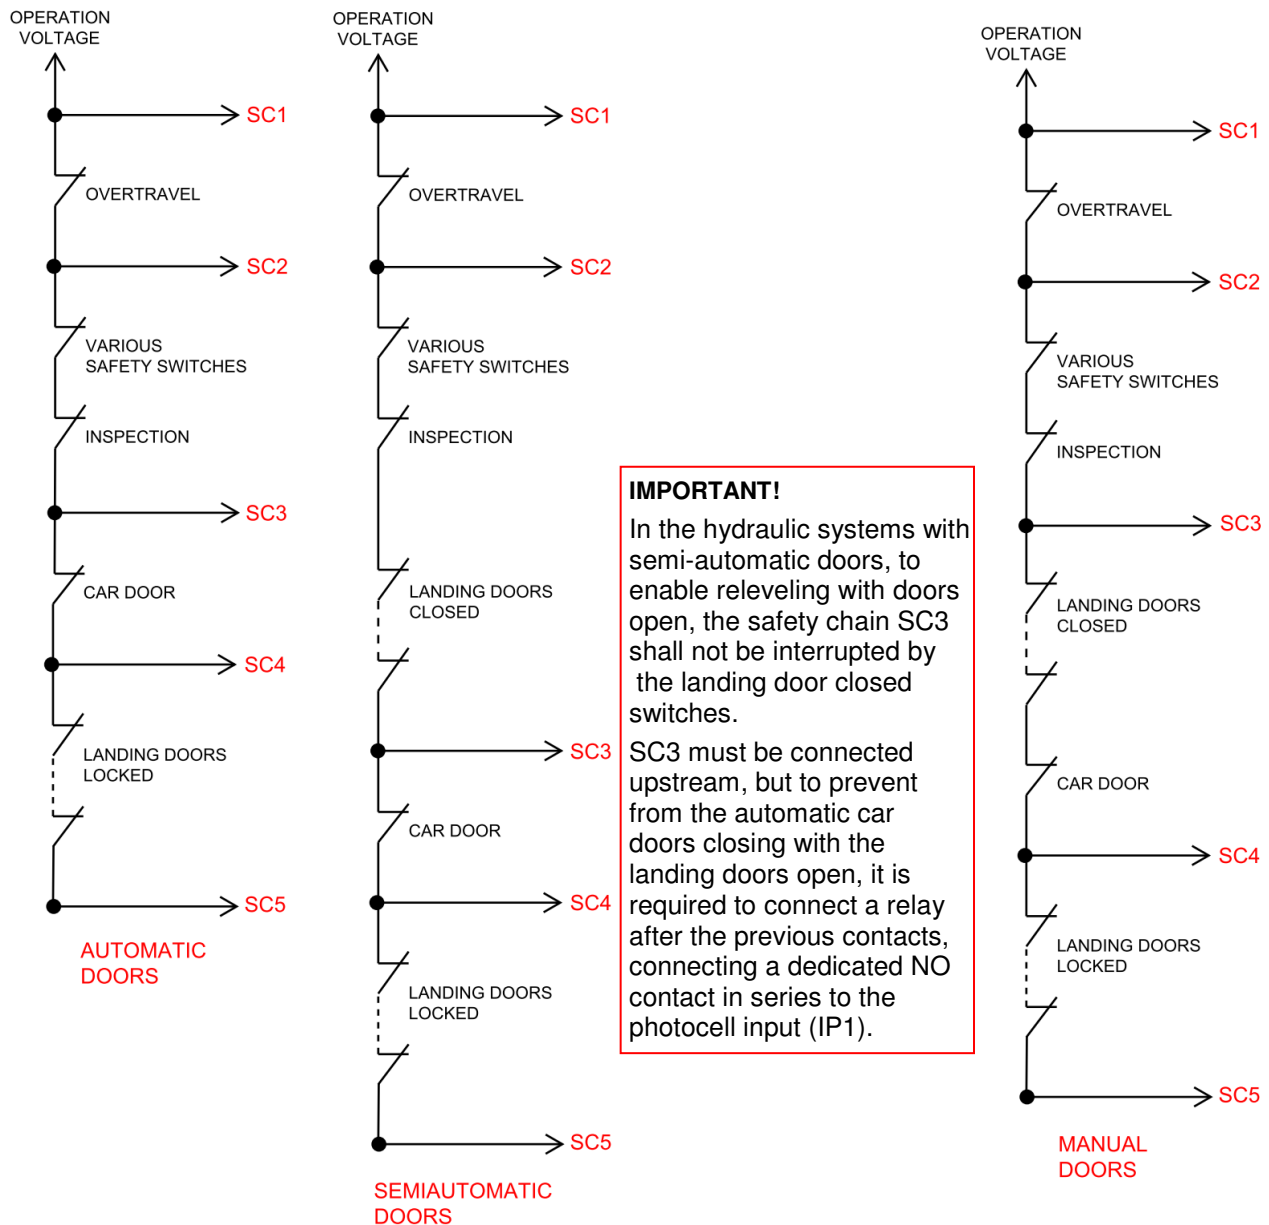 OPERATION
VOLTAGE
SC1
OVERTRAVEL
SC2
VARIOUS
SAFETY SWITCHES
INSPECTION
SC3
CAR DOOR
SC4
LANDING DOORS
LOCKED
SC5
AUTOMATIC
DOORS
OPERATION
VOLTAGE
SC1
OVERTRAVEL
SC2
VARIOUS
SAFETY SWITCHES
INSPECTION
LANDING DOORS
CLOSED
SC3
CAR DOOR
SC4
LANDING DOORS
LOCKED
SC5
SEMIAUTOMATIC
DOORS
IMPORTANT!
In the hydraulic systems with
semi-automatic doors, to
enable releveling with doors
open, the safety chain SC3
shall not be interrupted by
the landing door closed
switches.
SC3 must be connected
upstream, but to prevent
from the automatic car
doors closing with the
landing doors open, it is
required to connect a relay
after the previous contacts,
connecting a dedicated NO
contact in series to the
photocell input (IP1).
OPERATION
VOLTAGE
SC1
OVERTRAVEL
SC2
VARIOUS
SAFETY SWITCHES
INSPECTION
SC3
LANDING DOORS
CLOSED
CAR DOOR
SC4
LANDING DOORS
LOCKED
SC5
MANUAL
DOORS